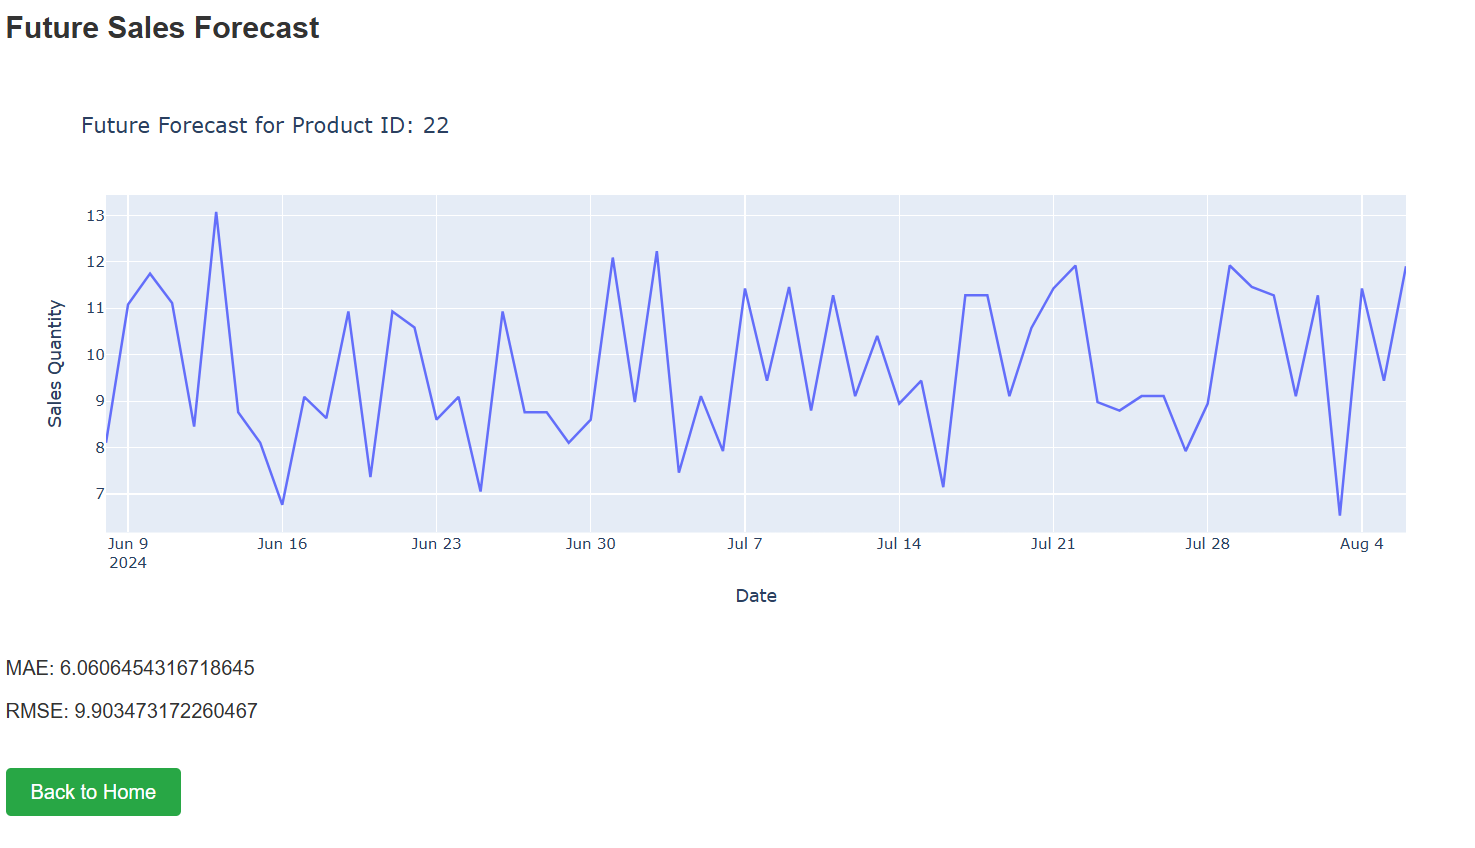 Future Sales Forecast
Future Forecast for Product ID: 22
13
12
11
10
9
8
7
Sales Quantity
Jun 9
2024
Jun 16
Jun 23
Jun 30
Jul 7
Jul 14
Jul 21
Jul 28
Aug 4
Date
MAE: 6.0606454316718645
RMSE: 9.903473172260467
Back to Home